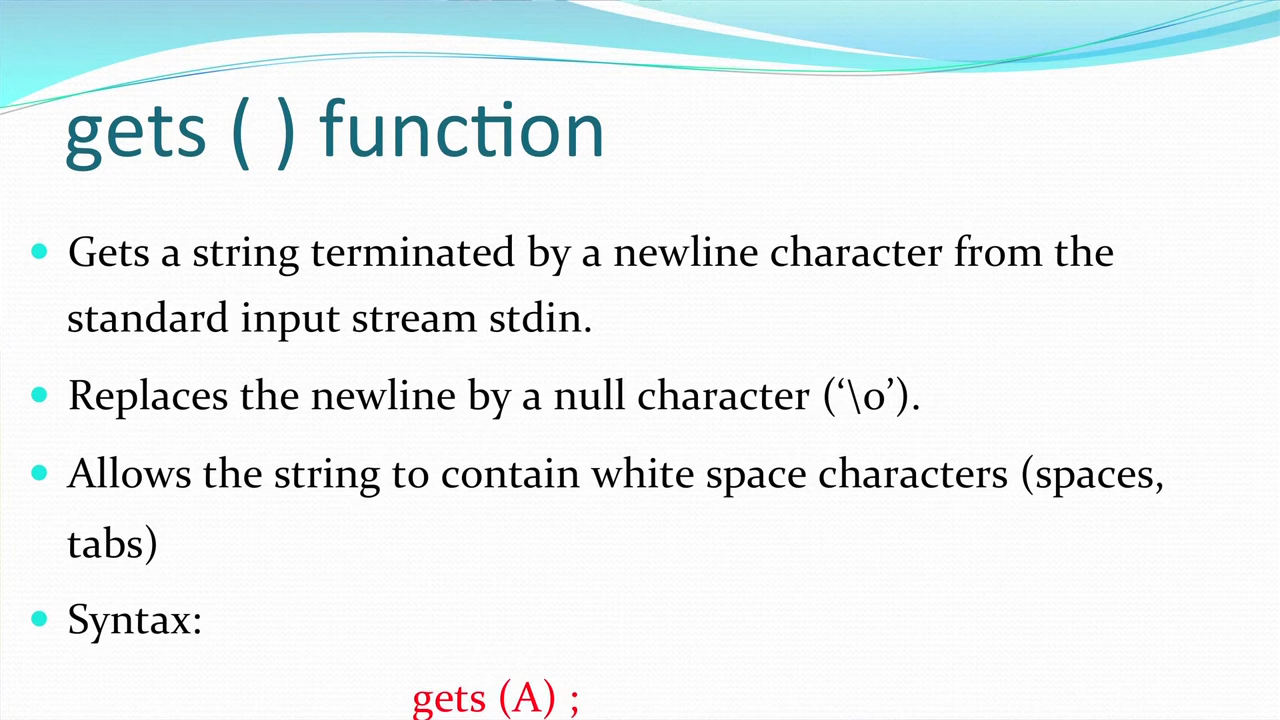 gets ( ) function
Gets a string terminated by a newline character from the
standard input stream stdin.
Replaces the newline by a null character (‘\0’).
Allows the string to contain white space characters (spaces,
tabs)
Syntax:
gets (A) ;